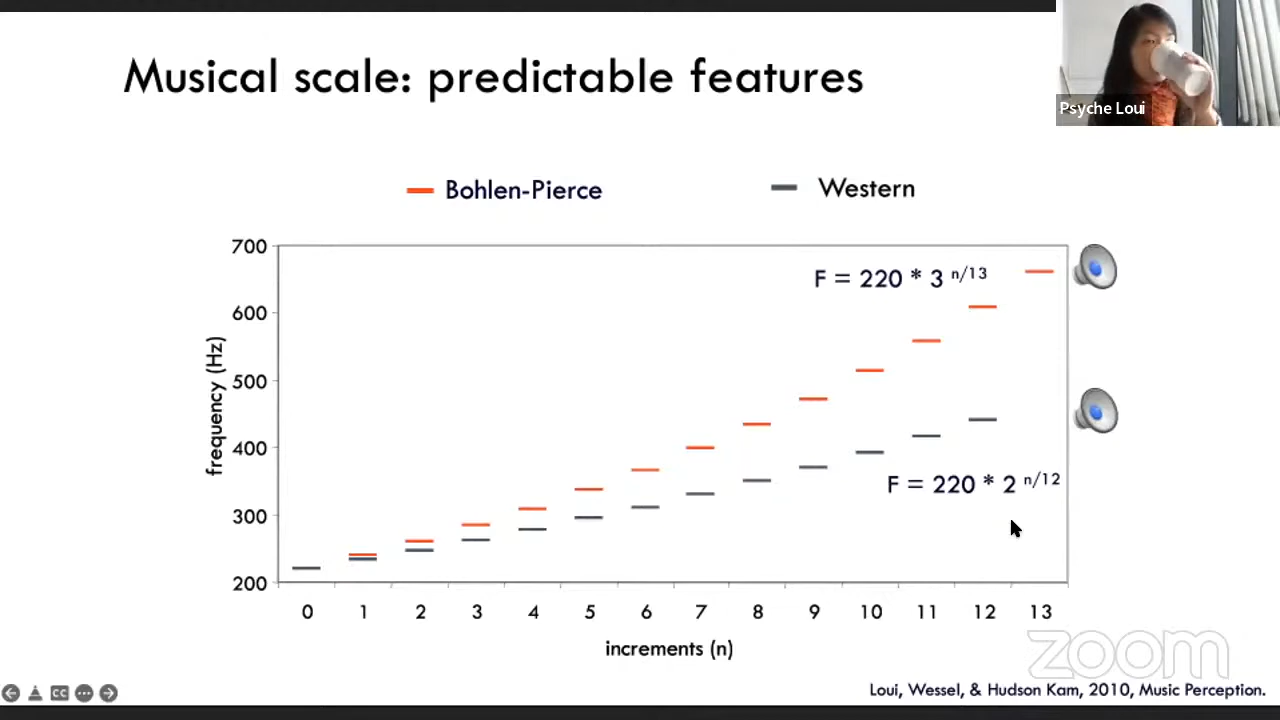 Musical scale: predictable features
Psyche Loui
Bohlen-Pierce
Western
700
600
500
400
300
200
frequency (Hz)
F = 220 * 3 n/13
F = 220 * 2 n/12
0 1 2 3 4 5 6 7 8 9 10 11 12 13
increments (n)
zoom
CC
Loui, Wessel, & Hudson Kam, 2010, Music Perception.